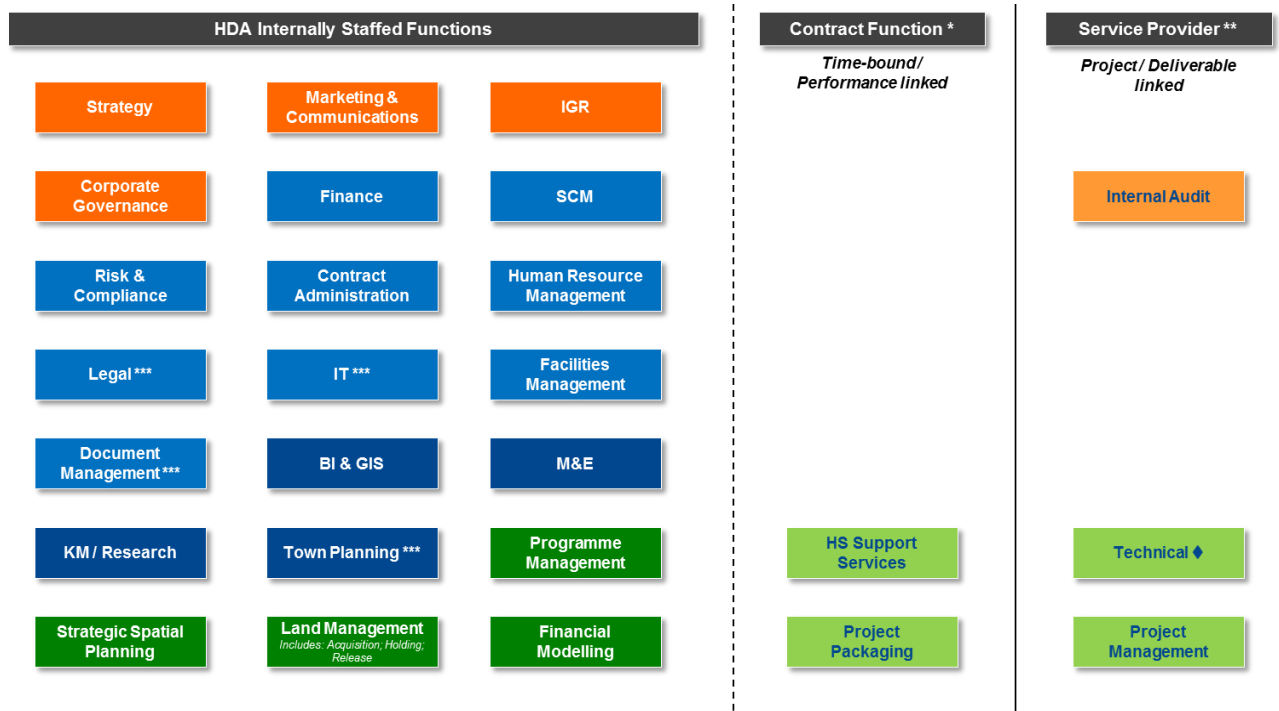 HDA Internally Staffed Functions
Contract Function *
Service Provider **
Time-bound /
Performance linked
Project / Deliverable
linked
Strategy
Marketing &
Communications
IGR
Corporate
Governance
Finance
SCM
Internal Audit
Risk &
Compliance
Contract
Administration
Human Resource
Management
Legal ***
IT ***
Facilities
Management
Document
Management ***
BI & GIS
M&E
KM / Research
Town Planning ***
Programme
Management
HS Support
Services
Technical ♦
Strategic Spatial
Planning
Land Management
Includes: Acquisition; Holding;
Release
Financial
Modelling
Project
Packaging
Project
Management